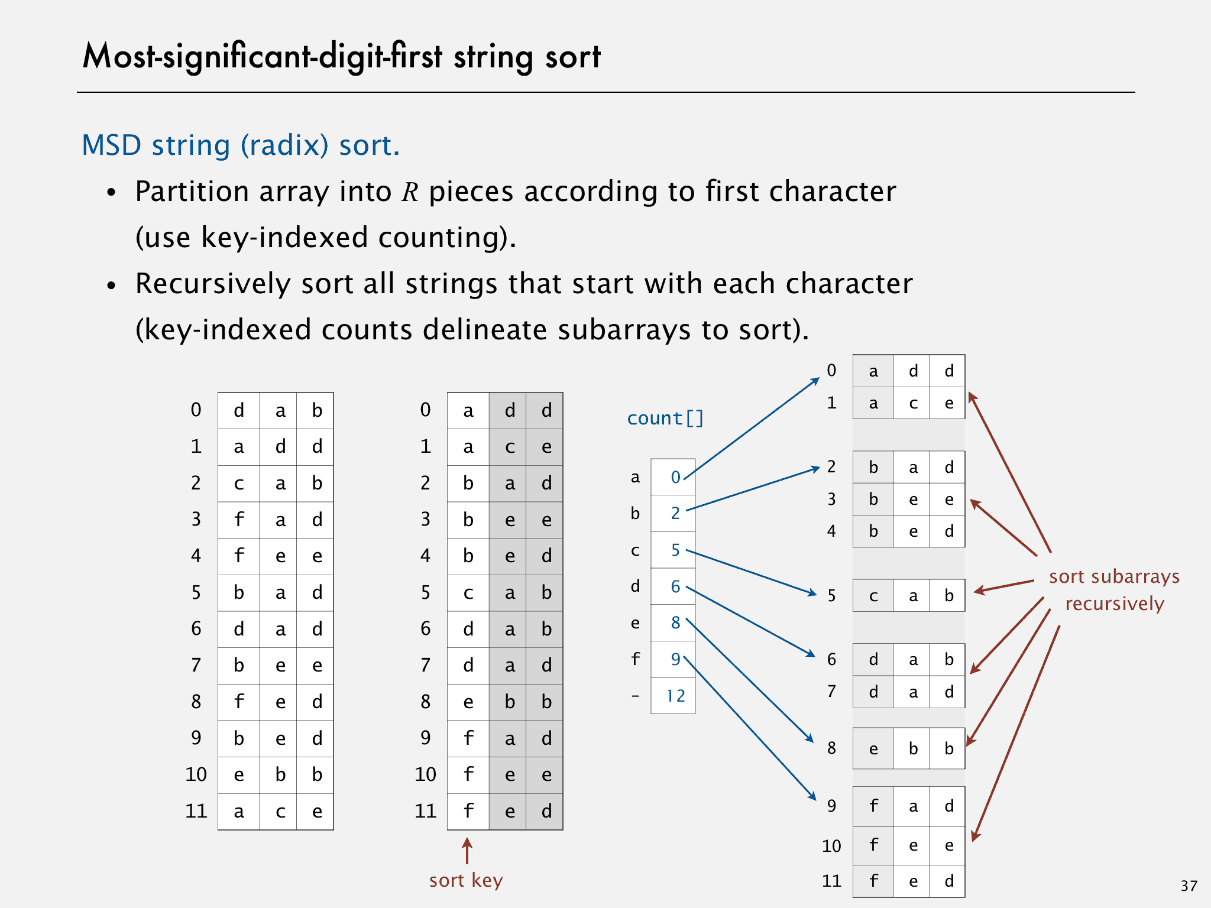 Most-significant-digit-first string sort
MSD string (radix) sort.
• Partition array into R pieces according to first character
(use key-indexed counting).
• Recursively sort all strings that start with each character
(key-indexed counts delineate subarrays to sort).
0 d a b
1 a d d
2 c a b
3 f a d
4 f e e
5 b a d
6 d a d
7 b e e
8 f e d
9 b e d
10 e b b
11 a c e
0 a d d
1 a c e
2 b a d
3 b e e
4 b e d
5 c a b
6 d a b
7 d a d
8 e b b
9 f a d
10 f e e
11 f e d
sort key
count[]
a 0
b 2
c 5
d 6
e 8
f 9
- 12
0 a d d
1 a c e
2 b a d
3 b e e
4 b e d
5 c a b
6 d a b
7 d a d
8 e b b
9 f a d
10 f e e
11 f e d
sort subarrays
recursively
37